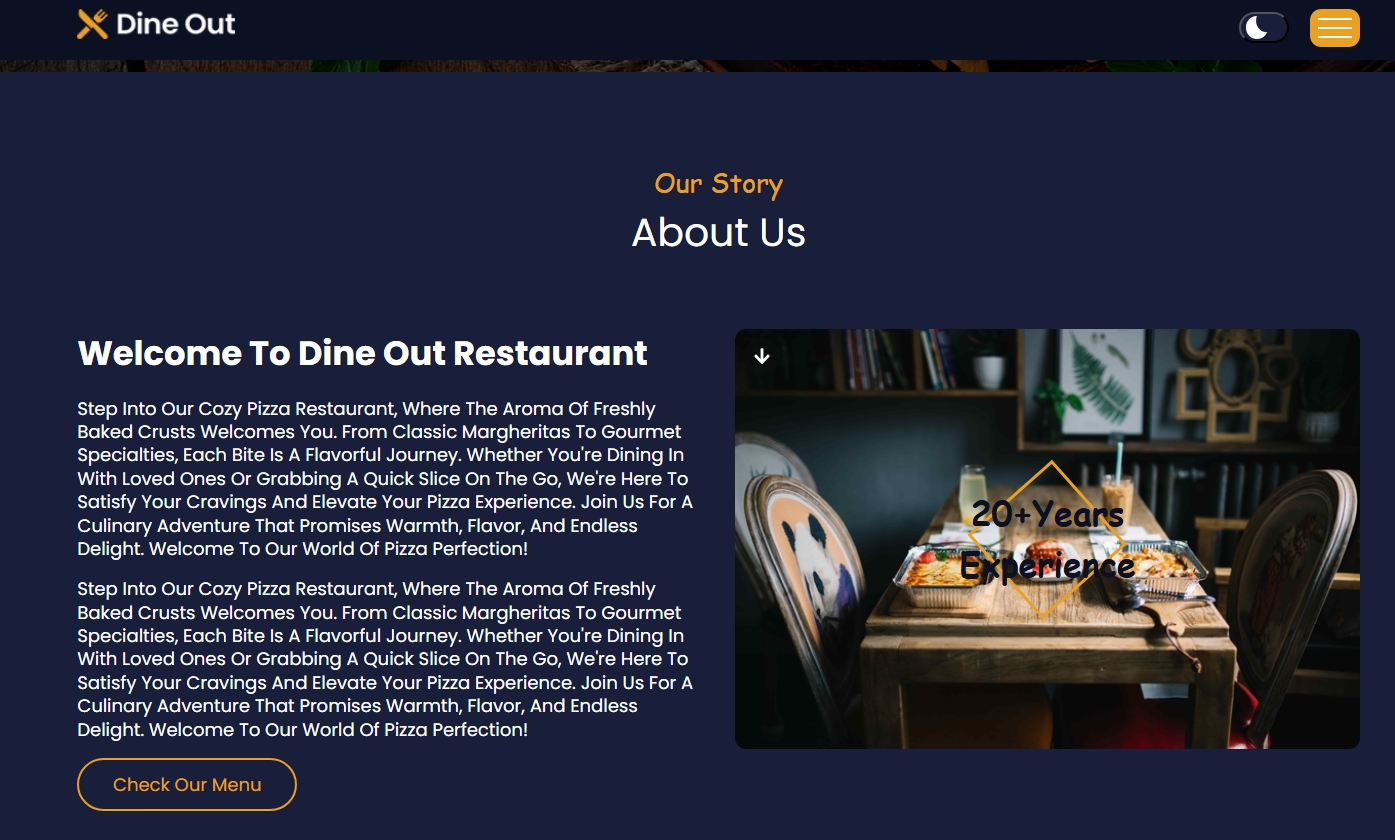 Dine Out
Our Story
About Us
Welcome To Dine Out Restaurant
Step Into Our Cozy Pizza Restaurant, Where The Aroma Of Freshly
Baked Crusts Welcomes You. From Classic Margheritas To Gourmet
Specialties, Each Bite Is A Flavorful Journey. Whether You're Dining In
With Loved Ones Or Grabbing A Quick Slice On The Go, We're Here To
Satisfy Your Cravings And Elevate Your Pizza Experience. Join Us For A
Culinary Adventure That Promises Warmth, Flavor, And Endless
Delight. Welcome To Our World Of Pizza Perfection!
Step Into Our Cozy Pizza Restaurant, Where The Aroma Of Freshly
Baked Crusts Welcomes You. From Classic Margheritas To Gourmet
Specialties, Each Bite Is A Flavorful Journey. Whether You're Dining In
With Loved Ones Or Grabbing A Quick Slice On The Go, We're Here To
Satisfy Your Cravings And Elevate Your Pizza Experience. Join Us For A
Culinary Adventure That Promises Warmth, Flavor, And Endless
Delight. Welcome To Our World Of Pizza Perfection!
Check Our Menu
20+Years
Experience